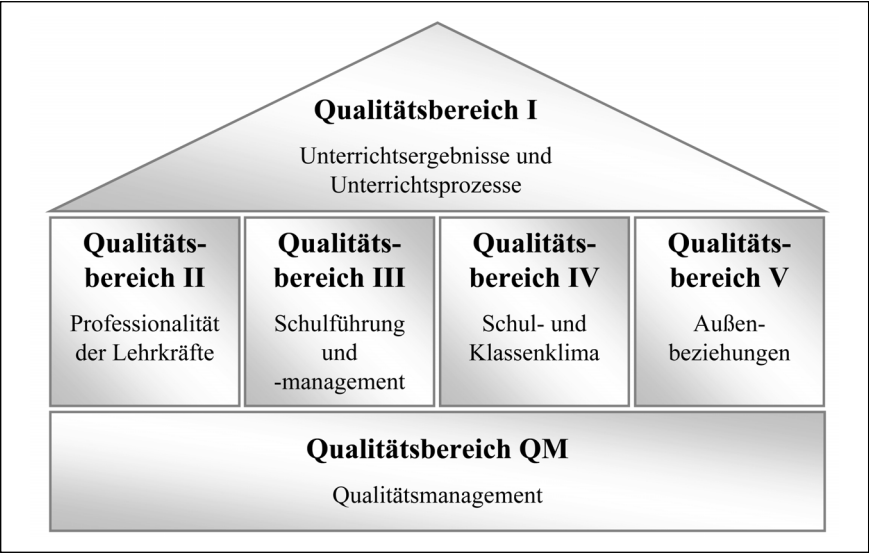 Qualitätsbereich I
Unterrichtsergebnisse und
Unterrichtsprozesse
Qualitäts-
bereich II
Professionalität
der Lehrkräfte
Qualitäts-
bereich III
Schulführung
und
-management
Qualitäts-
bereich IV
Schul- und
Klassenklima
Qualitäts-
bereich V
Außen-
beziehungen
Qualitätsbereich QM
Qualitätsmanagement